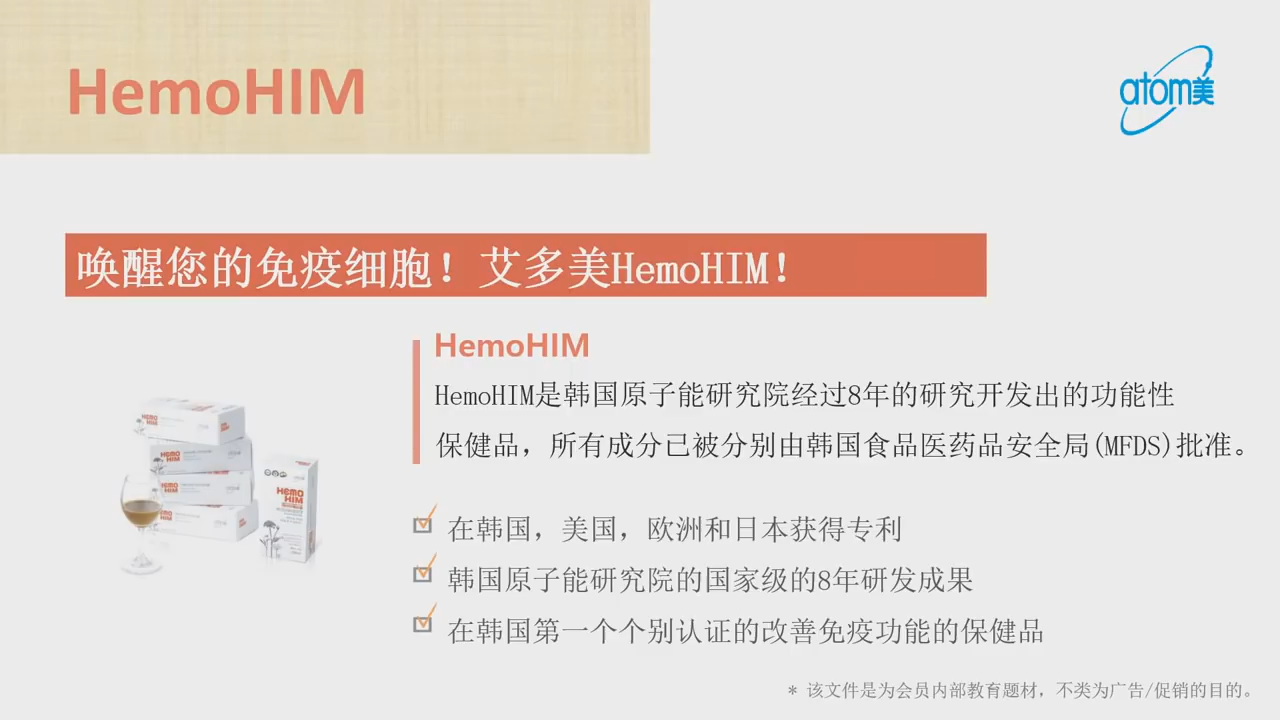 HemoHIM
atom美
唤醒您的免疫细胞！艾多美HemoHIM！
HemoHIM
HemoHIM是韩国原子能研究院经过8年的研究开发出的功能性
保健品，所有成分已被分别由韩国食品医药品安全局(MFDS)批准。
在韩国，美国，欧洲和日本获得专利
韩国原子能研究院的国家级的8年研发成果
在韩国第一个个别认证的改善免疫功能的保健品
HEMO
HIM
* 该文件是为会员内部教育题材，不类为广告/促销的目的。